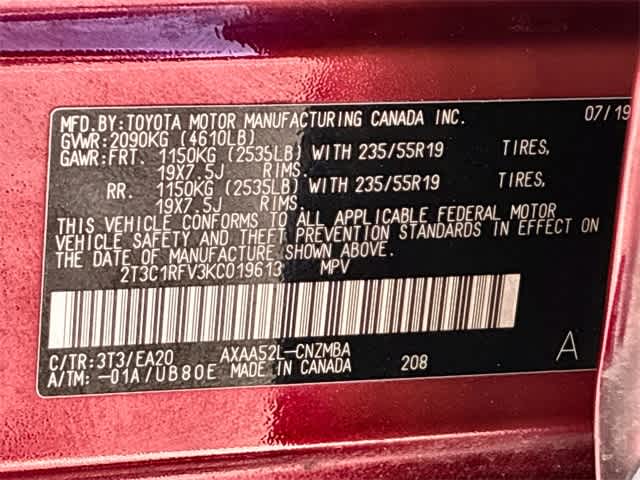 MFD.BY:TOYOTA MOTOR MANUFACTURING CANADA INC. 07/19
GVWR:2090KG (4610LB)
GAWR:FRT. 1150KG (2535LB) WITH 235/55R19 TIRES,
19X7.5J RIMS.
RR. 1150KG (2535LB) WITH 235/55R19 TIRES,
19X7.5J RIMS.
THIS VEHICLE CONFORMS TO ALL APPLICABLE FEDERAL MOTOR
VEHICLE SAFETY AND THEFT PREVENTION STANDARDS IN EFFECT ON
THE DATE OF MANUFACTURE SHOWN ABOVE.
2T3C1RFV3KC019613 MPV
C/TR:3T3/EA20 AXAA52L-CNZMBA
A/TM: -01A/UB80E MADE IN CANADA 208 A